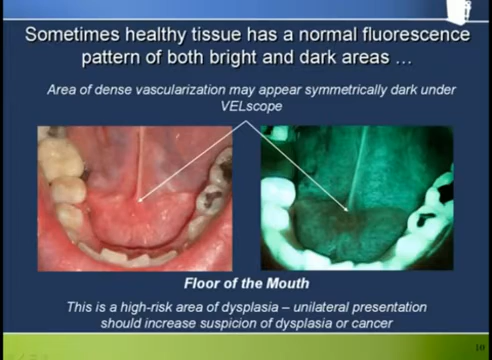 Sometimes healthy tissue has a normal fluorescence
pattern of both bright and dark areas …
Area of dense vascularization may appear symmetrically dark under
VELscope
Floor of the Mouth
This is a high-risk area of dysplasia – unilateral presentation
should increase suspicion of dysplasia or cancer
10